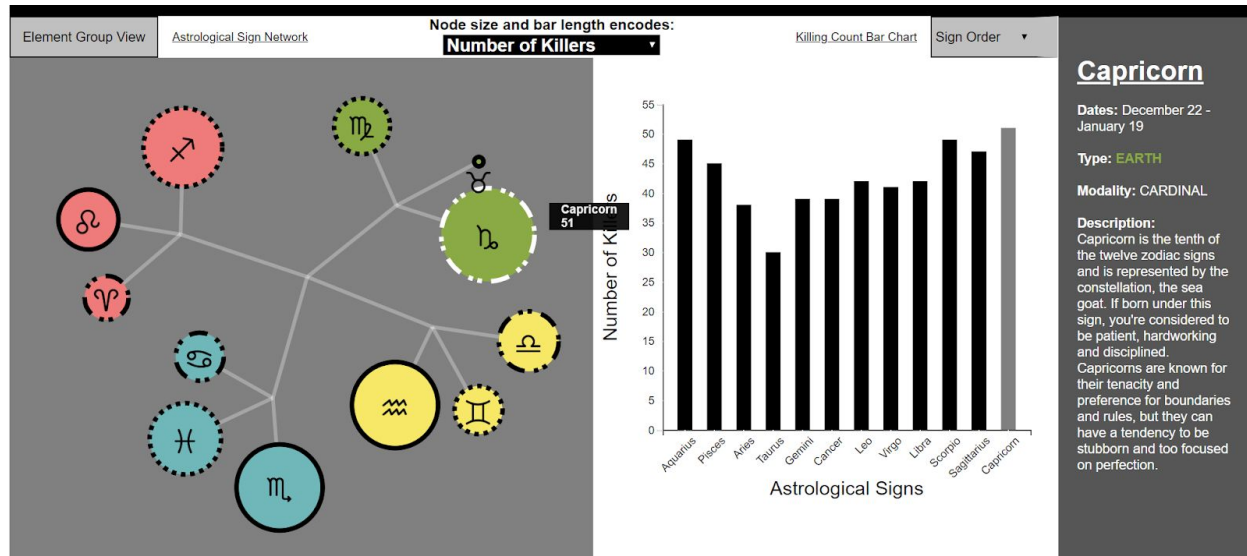 Element Group View
Astrological Sign Network
Node size and bar length encodes:
Number of Killers
Killing Count Bar Chart
Sign Order
♐
♍
♉
♌
♑
Capricorn
51
♈
♎
♋
♒
♊
♓
♏
Number of Killers
55
50
45
40
35
30
25
20
15
10
5
0
Aquarius
Pisces
Aries
Taurus
Gemini
Cancer
Leo
Virgo
Libra
Scorpio
Sagittarius
Capricorn
Astrological Signs
Capricorn
Dates: December 22 -
January 19
Type: EARTH
Modality: CARDINAL
Description:
Capricorn is the tenth of
the twelve zodiac signs
and is represented by the
constellation, the sea
goat. If born under this
sign, you're considered to
be patient, hardworking
and disciplined.
Capricorns are known for
their tenacity and
preference for boundaries
and rules, but they can
have a tendency to be
stubborn and too focused
on perfection.